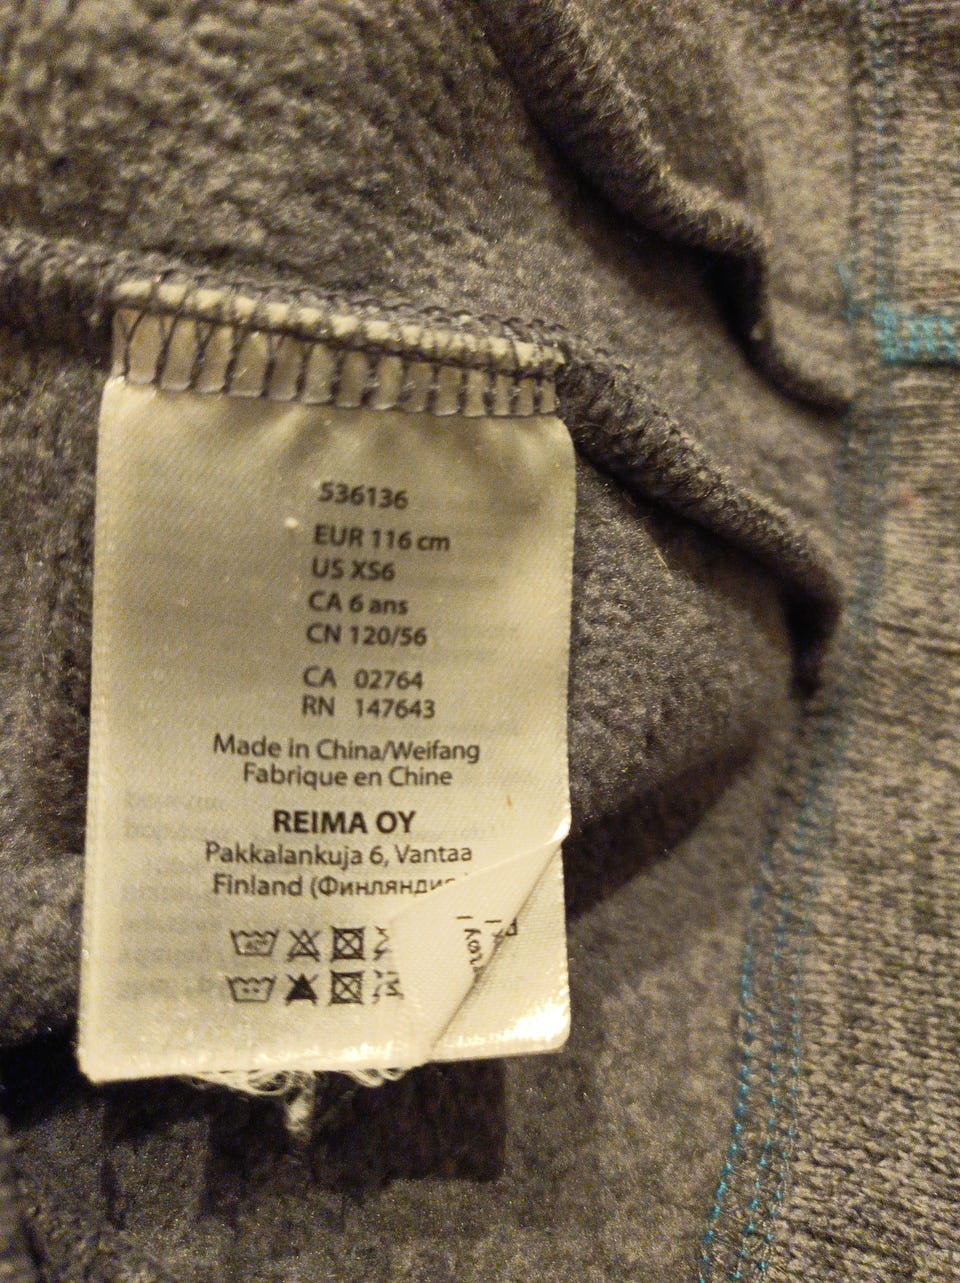 536136
EUR 116 cm
US XS6
CA 6 ans
CN 120/56
CA 02764
RN 147643
Made in China/Weifang
Fabrique en Chine
REIMA OY
Pakkalankuja 6, Vantaa
Finland (Финляндия